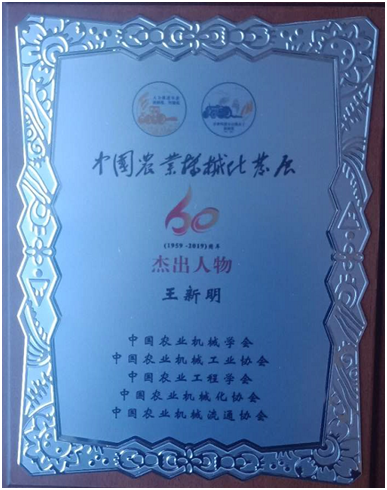 中国农业机械化发展
60
(1959-2019)周年
杰出人物
王新明
中国农业机械学会
中国农业机械工业协会
中国农业工程学会
中国农业机械化协会
中国农业机械流通协会